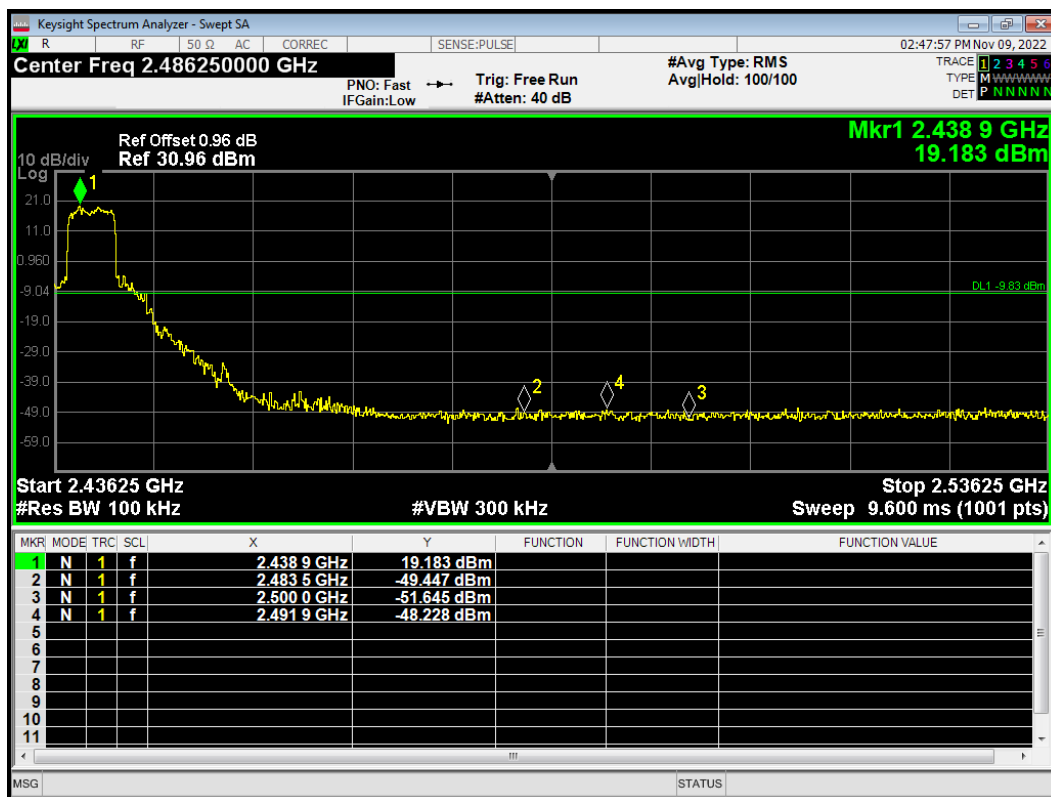 Keysight Spectrum Analyzer - Swept SA
LXI R RF 50 Ω AC CORREC SENSE:PULSE 02:47:57 PM Nov 09, 2022
Center Freq 2.486250000 GHz
#Avg Type: RMS
TRACE 1 2 3 4 5 6
PNO: Fast
Trig: Free Run
Avg|Hold: 100/100
TYPE M WWWWW
IFGain:Low
#Atten: 40 dB
DET P N N N N N
Mkr1 2.438 9 GHz
19.183 dBm
Ref Offset 0.96 dB
10 dB/div Ref 30.96 dBm
Log
1
21.0
11.0
0.960
-9.04
DL1 -9.83 dBm
-19.0
-29.0
-39.0
2 4 3
-49.0
-59.0
Start 2.43625 GHz Stop 2.53625 GHz
#Res BW 100 kHz #VBW 300 kHz Sweep 9.600 ms (1001 pts)
MKR MODE TRC SCL X Y FUNCTION FUNCTION WIDTH FUNCTION VALUE
1 N 1 f 2.438 9 GHz 19.183 dBm
2 N 1 f 2.483 5 GHz -49.447 dBm
3 N 1 f 2.500 0 GHz -51.645 dBm
4 N 1 f 2.491 9 GHz -48.228 dBm
5
6
7
8
9
10
11
MSG STATUS